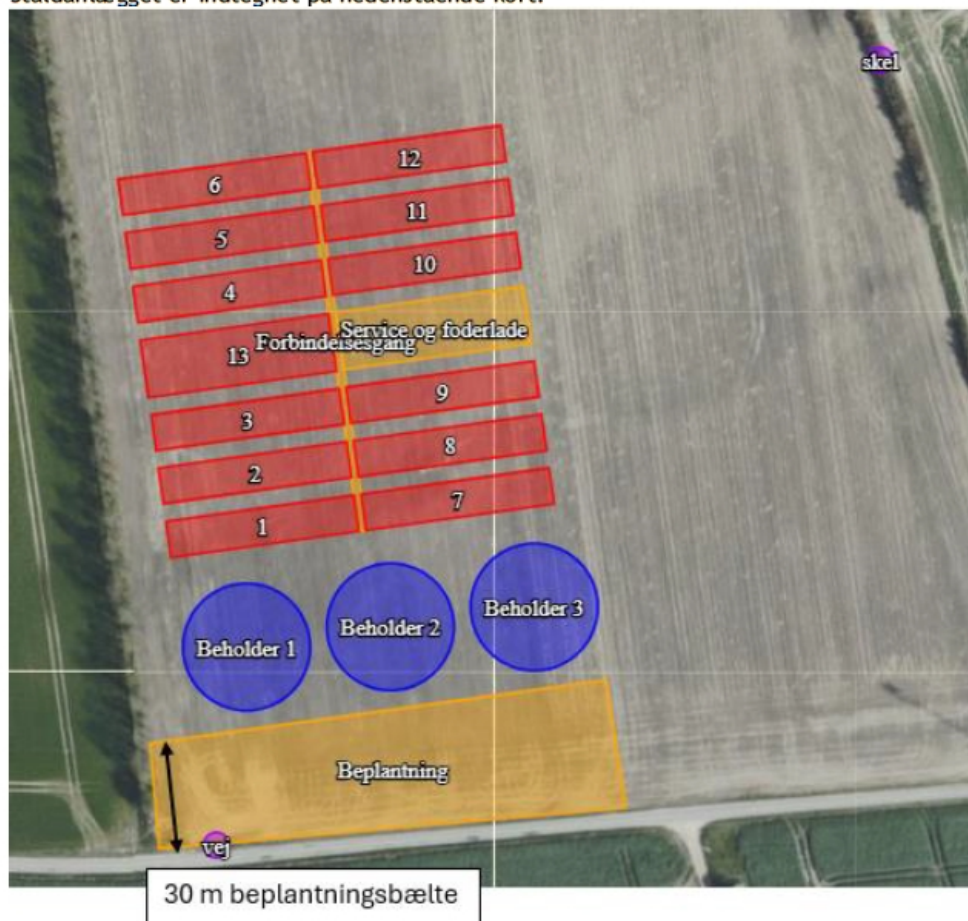 staldanlægget er indtegnet på nedenstående kort.
skel
12
6
11
5
10
4
Service og foderlade
Forbindelsesgang
13
9
3
8
2
7
1
Beholder 3
Beholder 2
Beholder 1
Beplantning
vej
30 m beplantningsbælte